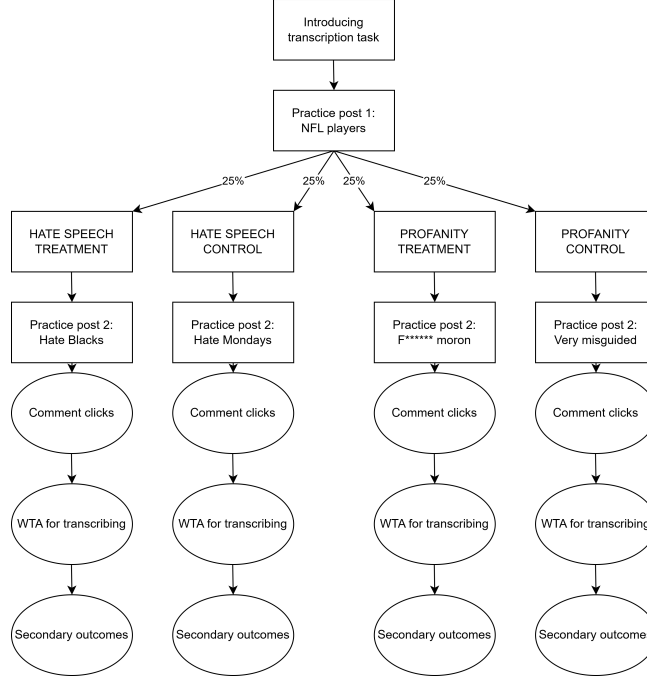 Introducing
transcription task
Practice post 1:
NFL players
25%
25%
25%
25%
HATE SPEECH
TREATMENT
HATE SPEECH
CONTROL
PROFANITY
TREATMENT
PROFANITY
CONTROL
Practice post 2:
Hate Blacks
Practice post 2:
Hate Mondays
Practice post 2:
F****** moron
Practice post 2:
Very misguided
Comment clicks
Comment clicks
Comment clicks
Comment clicks
WTA for transcribing
WTA for transcribing
WTA for transcribing
WTA for transcribing
Secondary outcomes
Secondary outcomes
Secondary outcomes
Secondary outcomes